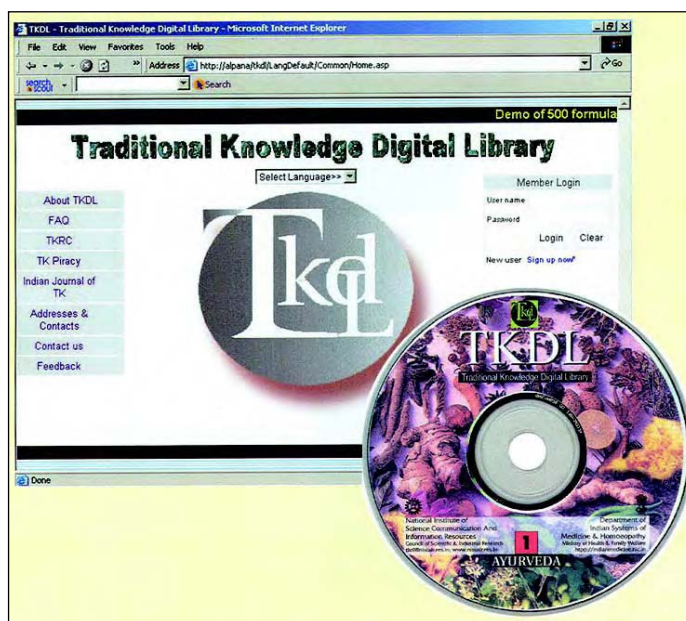 TKDL - Traditional Knowledge Digital Library - Microsoft Internet Explorer
File Edit View Favorites Tools Help
Address http://alpana/tkdl/LangDefault/Common/Home.asp Go
search scout Search
Demo of 500 formula
Traditional Knowledge Digital Library
Select Language>>
About TKDL
FAQ
TKRC
TK Piracy
Indian Journal of
TK
Addresses &
Contacts
Contact us
Feedback
Tkdl
Member Login
User name
Password
Login Clear
New user Sign up now
Done
Tkdl
TKDL
Traditional Knowledge Digital Library
National Institute of
Science Communication And
Information Resources
Council of Scientific & Industrial Research
Department of
Indian Systems of
Medicine & Homoeopathy
Ministry of Health & Family Welfare
1
AYURVEDA